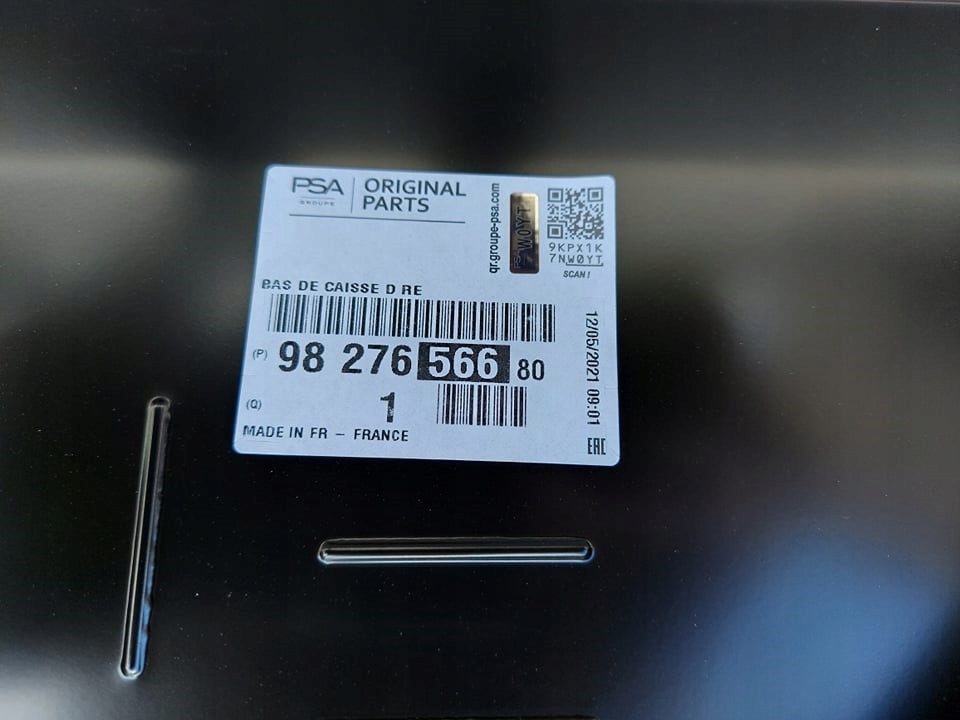 PSA
GROUPE
ORIGINAL
PARTS
qr.groupe-psa.com
W0YT
9KPX1K
7NW0YT
SCAN!
BAS DE CAISSE D RE
(P) 98 276 566 80
(Q) 1
MADE IN FR - FRANCE
12/05/2021 09:01
EAC